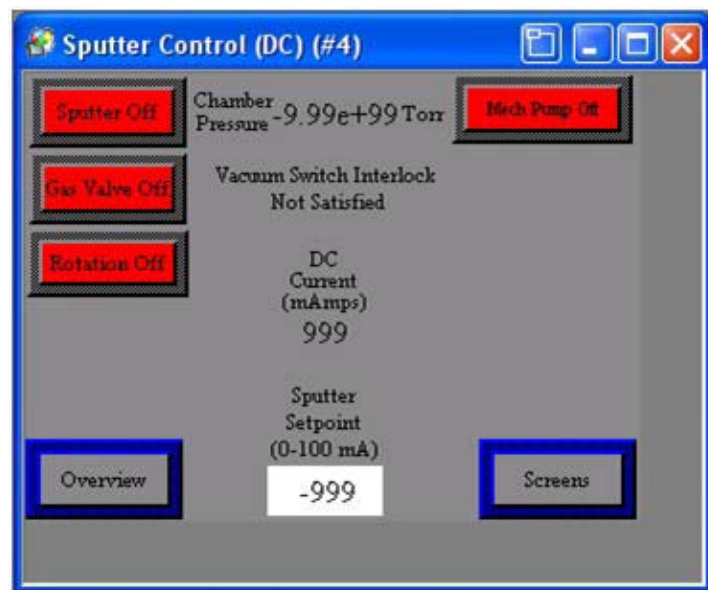 Sputter Control (DC) (#4)
Sputter Off
Chamber
Pressure
-9.99e+99 Torr
Mech Pump Off
Gas Valve Off
Vacuum Switch Interlock
Not Satisfied
Rotation Off
DC
Current
(mAmps)
999
Sputter
Setpoint
(0-100 mA)
-999
Overview
Screens